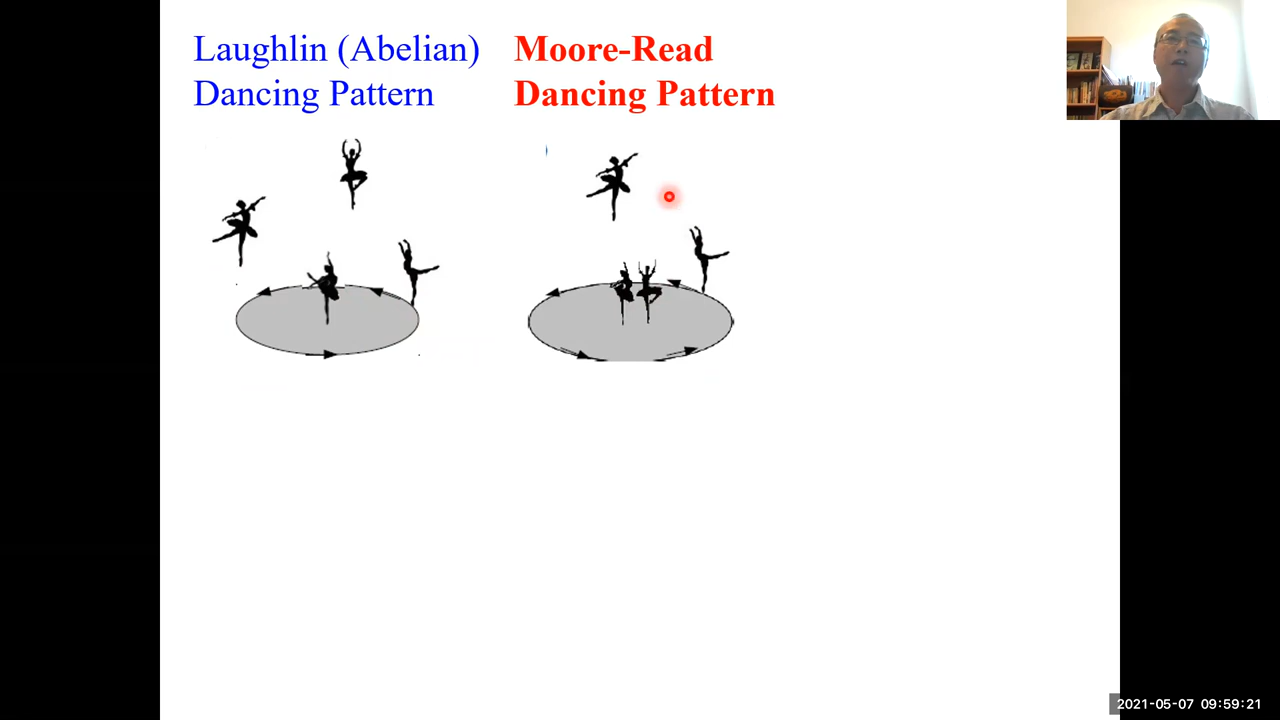 Laughlin (Abelian)
Dancing Pattern
Moore-Read
Dancing Pattern
2021-05-07 09:59:21